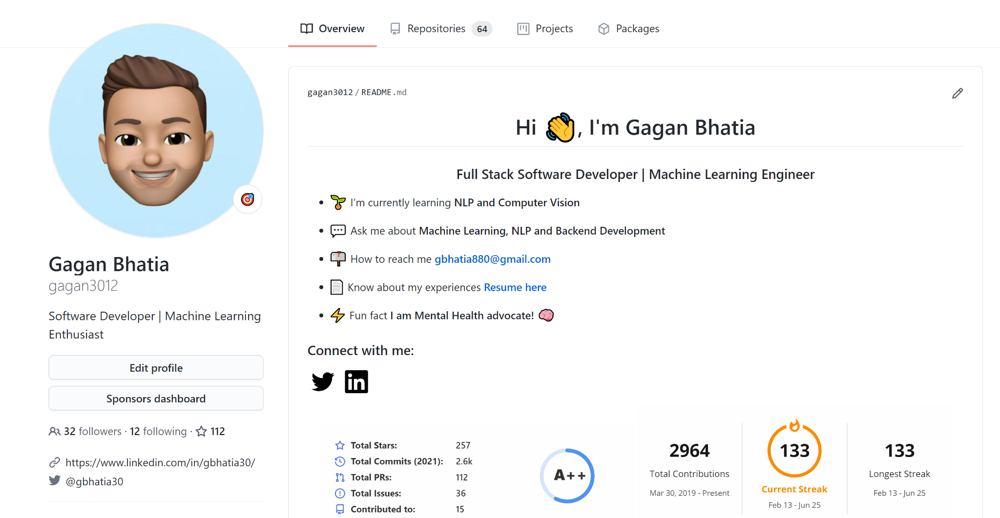 Overview Repositories 64 Projects Packages
Gagan Bhatia
gagan3012
Software Developer | Machine Learning
Enthusiast
Edit profile
Sponsors dashboard
32 followers · 12 following · 112
https://www.linkedin.com/in/gbhatia30/
@gbhatia30
gagan3012 / README.md
Hi 👋, I'm Gagan Bhatia
Full Stack Software Developer | Machine Learning Engineer
• 🌱 I’m currently learning NLP and Computer Vision
• 💬 Ask me about Machine Learning, NLP and Backend Development
• 📫 How to reach me gbhatia880@gmail.com
• 📄 Know about my experiences Resume here
• ⚡ Fun fact I am Mental Health advocate! 🧠
Connect with me:
in
Total Stars: 257
Total Commits (2021): 2.6k
Total PRs: 112
Total Issues: 36
Contributed to: 15
A++
2964
Total Contributions
Mar 30, 2019 - Present
133
Current Streak
Feb 13 - Jun 25
133
Longest Streak
Feb 13 - Jun 25